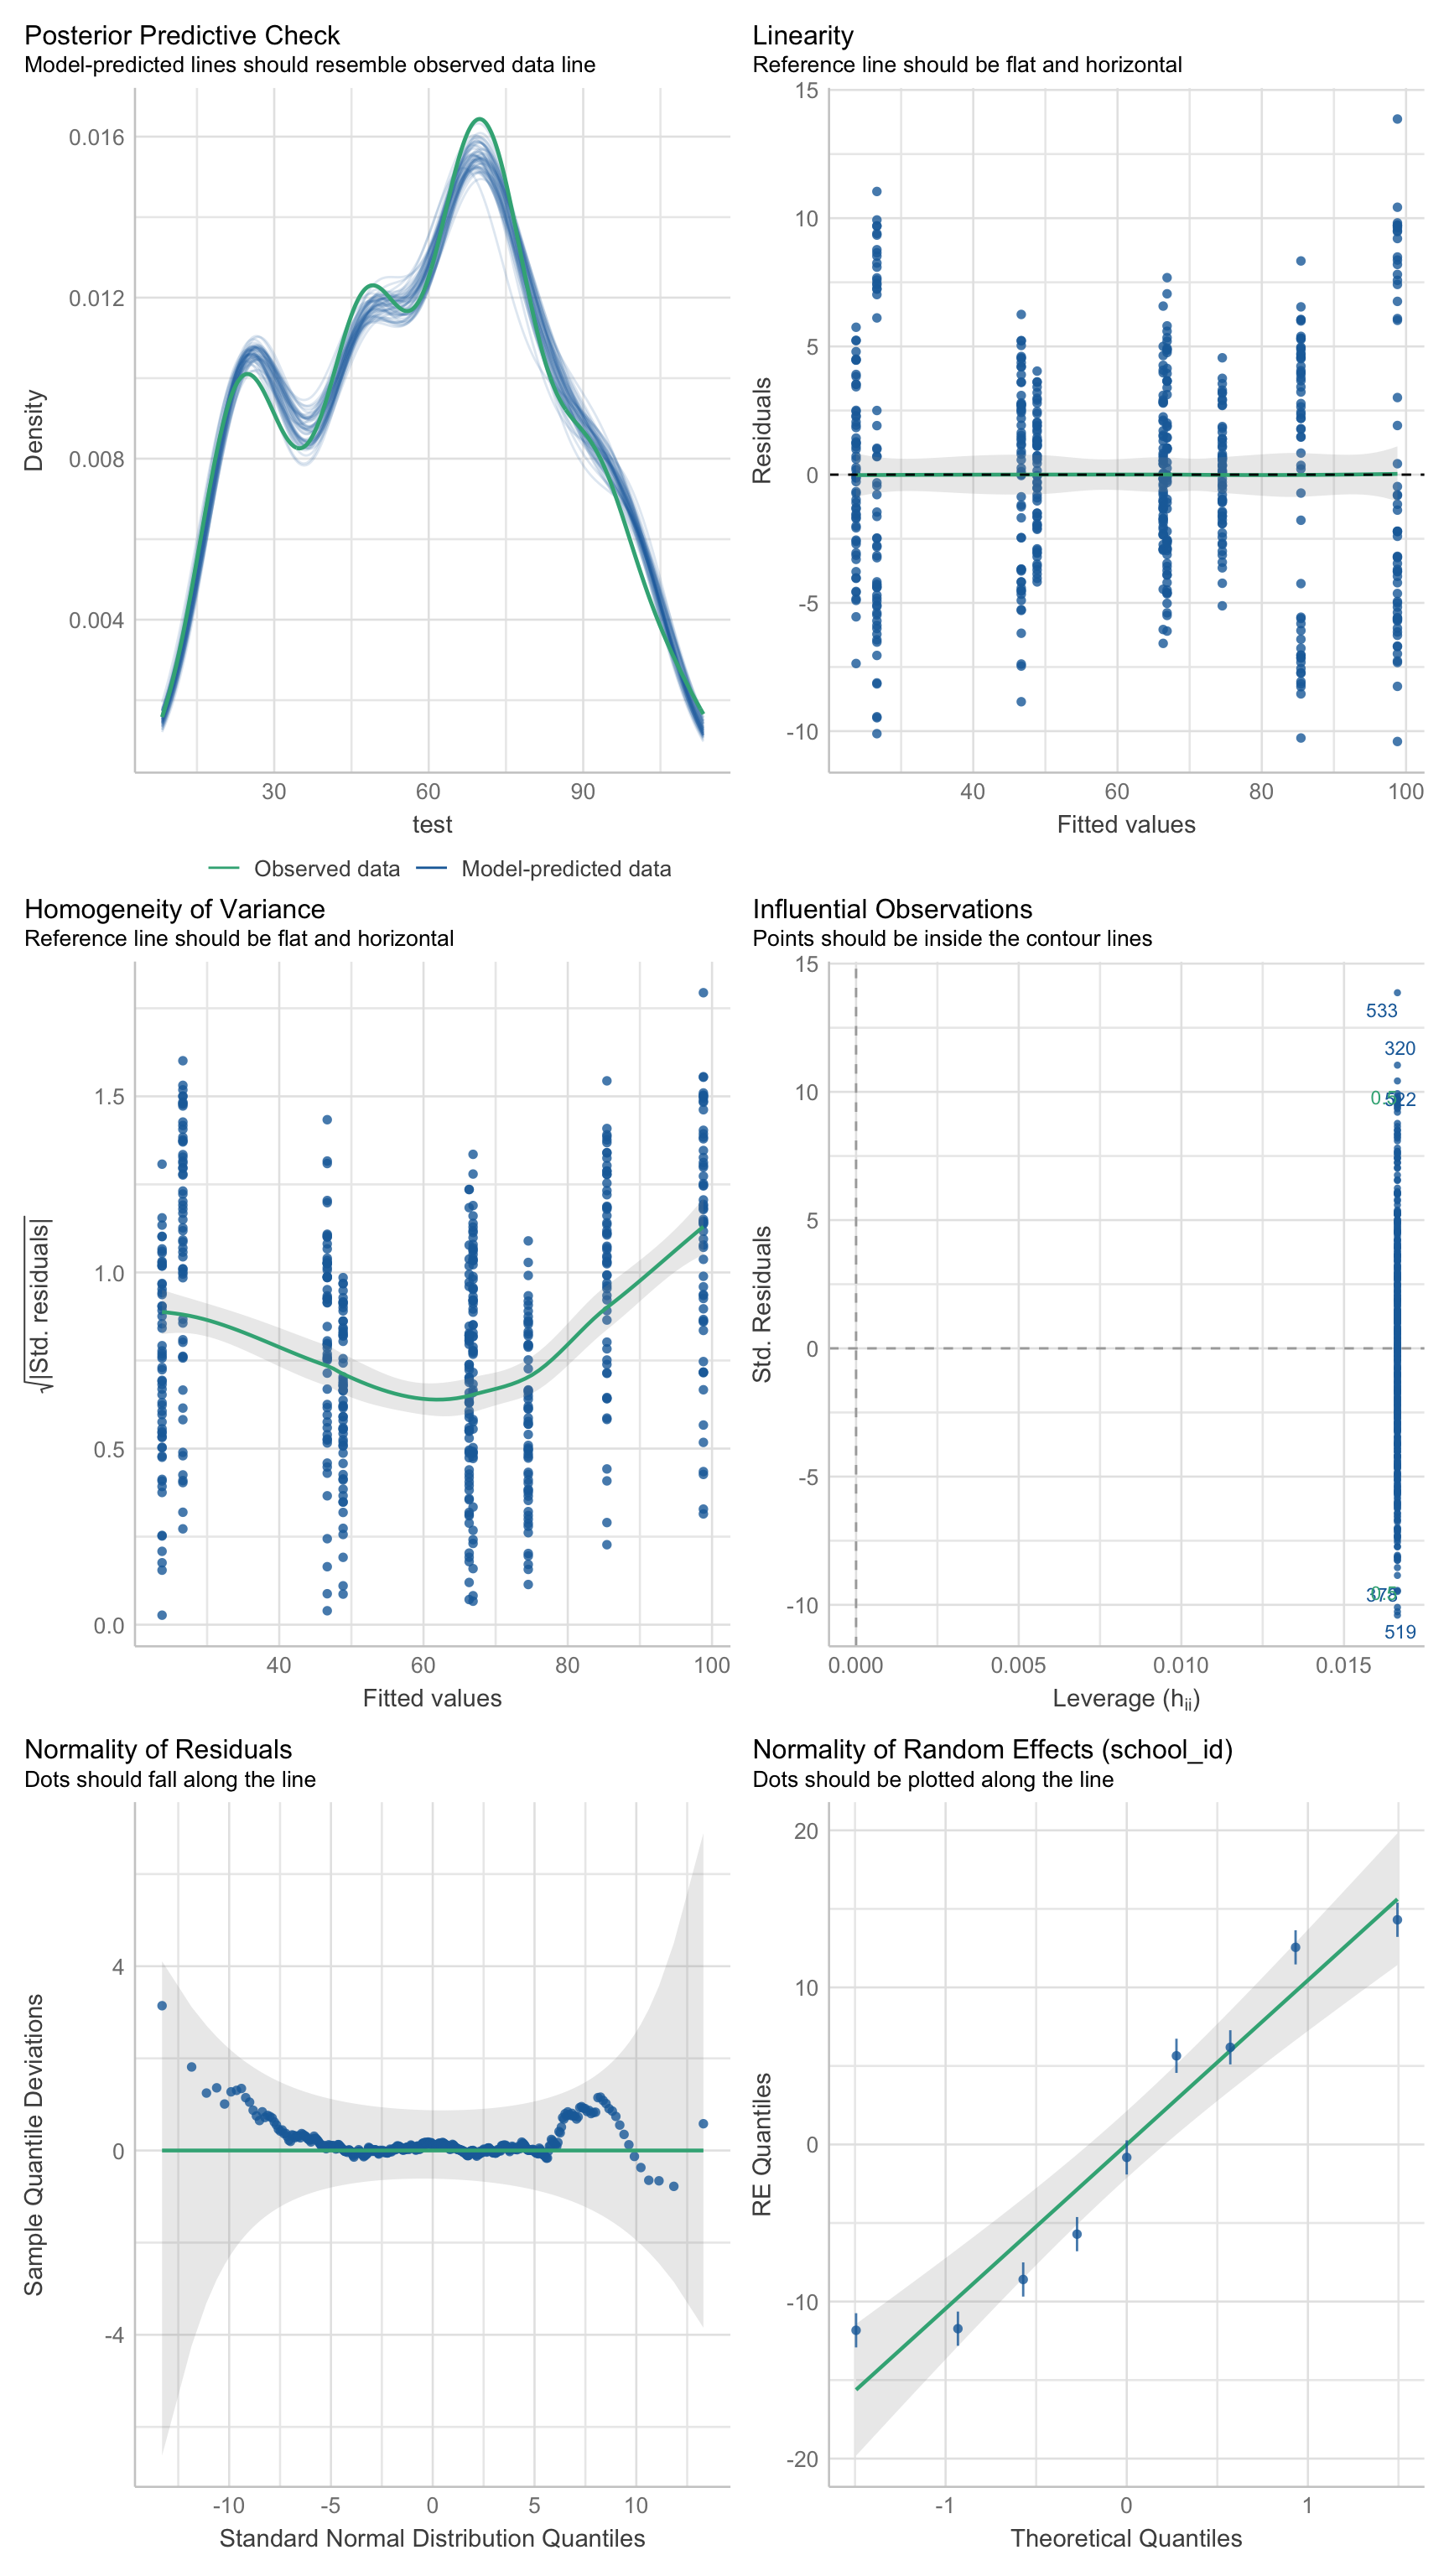 Posterior Predictive Check
Model-predicted lines should resemble observed data line
0.016
0.012
0.008
0.004
Density
30 60 90
test
Observed data Model-predicted data
Linearity
Reference line should be flat and horizontal
15
10
5
0
-5
-10
Residuals
40 60 80 100
Fitted values
Homogeneity of Variance
Reference line should be flat and horizontal
1.5
1.0
0.5
0.0
√|Std. residuals|
40 60 80 100
Fitted values
Influential Observations
Points should be inside the contour lines
15
10
5
0
-5
-10
Std. Residuals
533
320
0.5
522
378
0.5
519
0.000 0.005 0.010 0.015
Leverage (hii)
Normality of Residuals
Dots should fall along the line
4
0
-4
Sample Quantile Deviations
-10 -5 0 5 10
Standard Normal Distribution Quantiles
Normality of Random Effects (school_id)
Dots should be plotted along the line
20
10
0
-10
-20
RE Quantiles
-1 0 1
Theoretical Quantiles